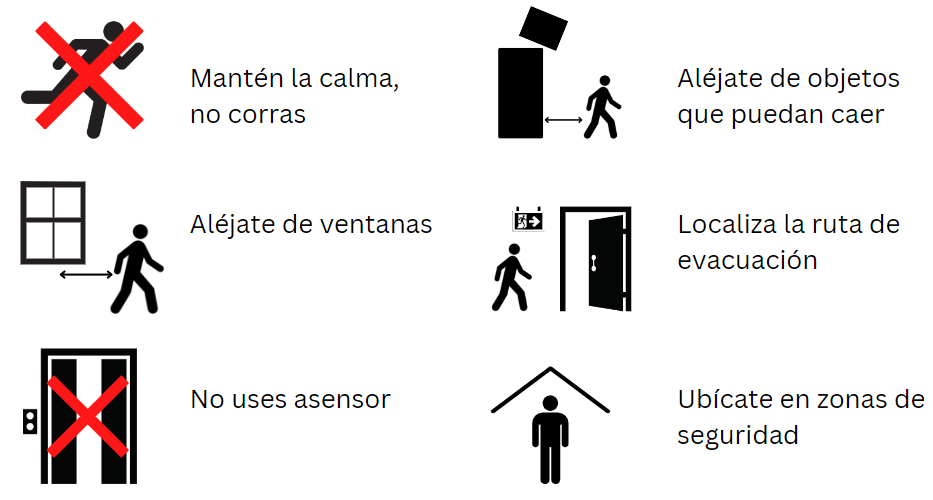 Mantén la calma,
no corras
Aléjate de objetos
que puedan caer
Aléjate de ventanas
Localiza la ruta de
evacuación
No uses asensor
Ubícate en zonas de
seguridad